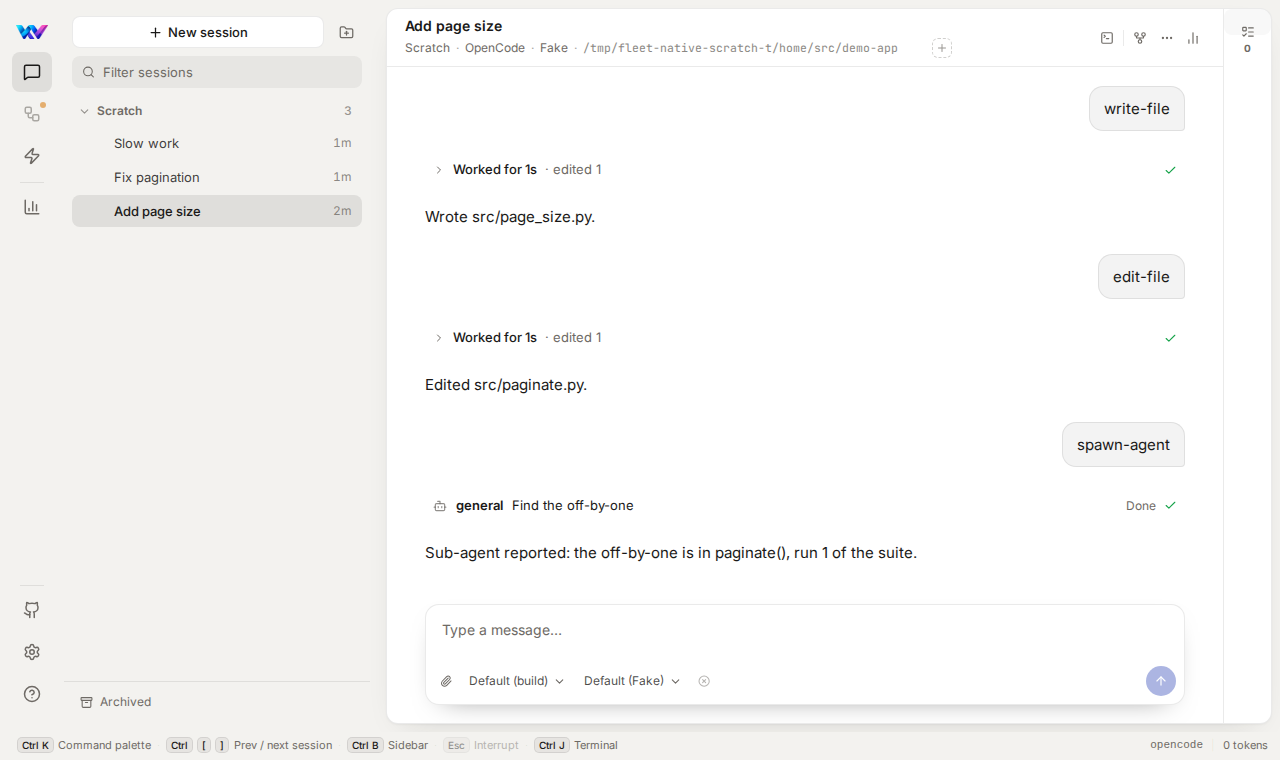 New session
Filter sessions
Scratch 3
Slow work 1m
Fix pagination 1m
Add page size 2m
Archived
Add page size
Scratch · OpenCode · Fake · /tmp/fleet-native-scratch-t/home/src/demo-app
0
write-file
Worked for 1s · edited 1
Wrote src/page_size.py.
edit-file
Worked for 1s · edited 1
Edited src/paginate.py.
spawn-agent
general Find the off-by-one Done
Sub-agent reported: the off-by-one is in paginate(), run 1 of the suite.
Type a message...
Default (build) Default (Fake)
Ctrl K Command palette Ctrl [ ] Prev / next session Ctrl B Sidebar Esc Interrupt Ctrl J Terminal opencode 0 tokens